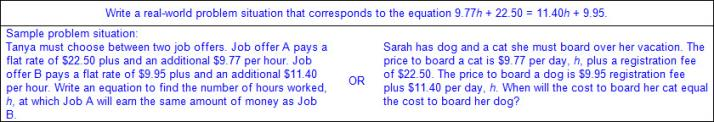 Write a real-world problem situation that corresponds to the equation 9.77h + 22.50 = 11.40h + 9.95.
Sample problem situation:
Tanya must choose between two job offers. Job offer A pays a
flat rate of $22.50 plus and an additional $9.77 per hour. Job
offer B pays a flat rate of $9.95 plus and an additional $11.40
per hour. Write an equation to find the number of hours worked,
h, at which Job A will earn the same amount of money as Job
B.
OR
Sarah has dog and a cat she must board over her vacation. The
price to board a cat is $9.77 per day, h, plus a registration fee
of $22.50. The price to board a dog is $9.95 registration fee
plus $11.40 per day, h. When will the cost to board her cat equal
the cost to board her dog?